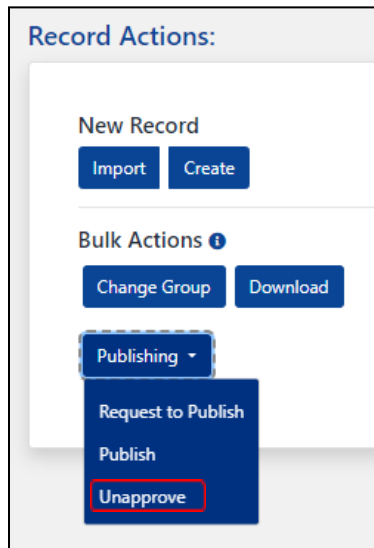 Record Actions:
New Record
Import Create
Bulk Actions
Change Group Download
Publishing
Request to Publish
Publish
Unapprove